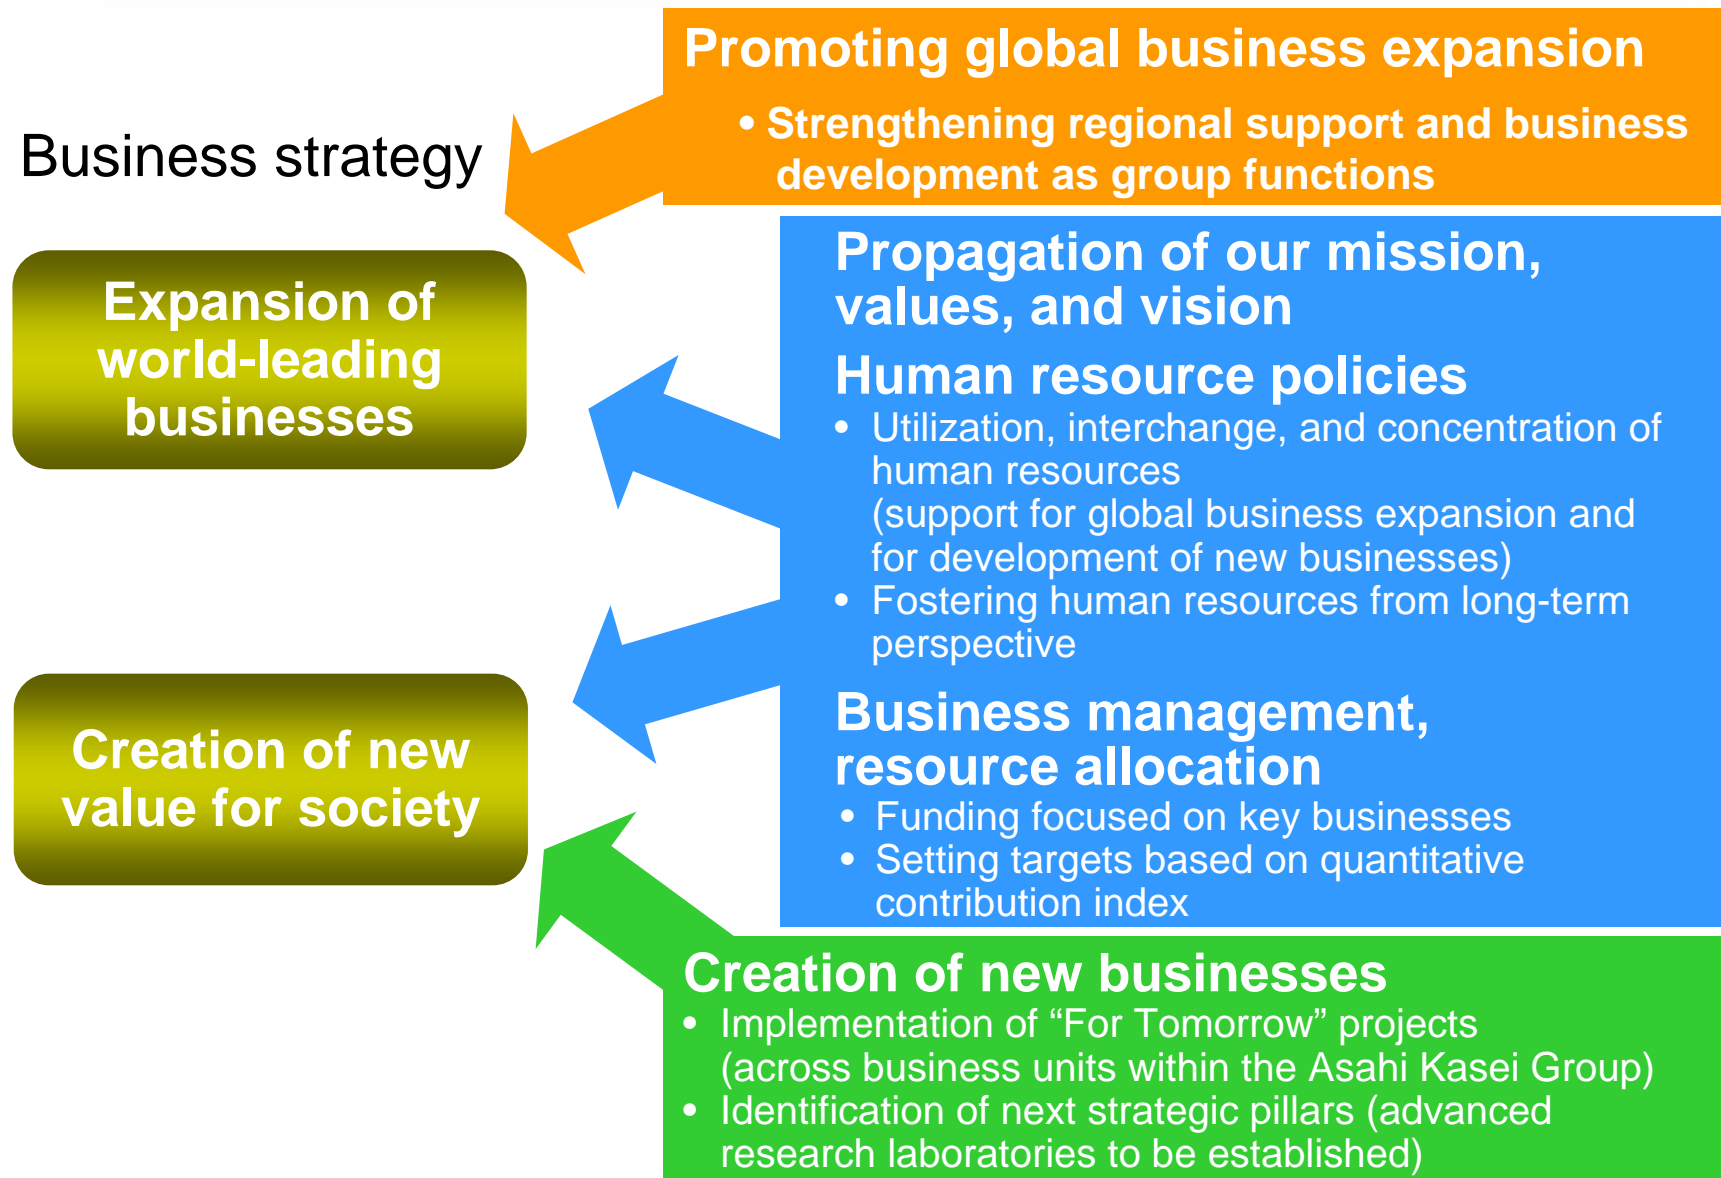 Business strategy
Expansion of
world-leading
businesses
Creation of new
value for society
Promoting global business expansion
• Strengthening regional support and business
development as group functions
Propagation of our mission,
values, and vision
Human resource policies
• Utilization, interchange, and concentration of
human resources
(support for global business expansion and
for development of new businesses)
• Fostering human resources from long-term
perspective
Business management,
resource allocation
• Funding focused on key businesses
• Setting targets based on quantitative
contribution index
Creation of new businesses
• Implementation of “For Tomorrow” projects
(across business units within the Asahi Kasei Group)
• Identification of next strategic pillars (advanced
research laboratories to be established)